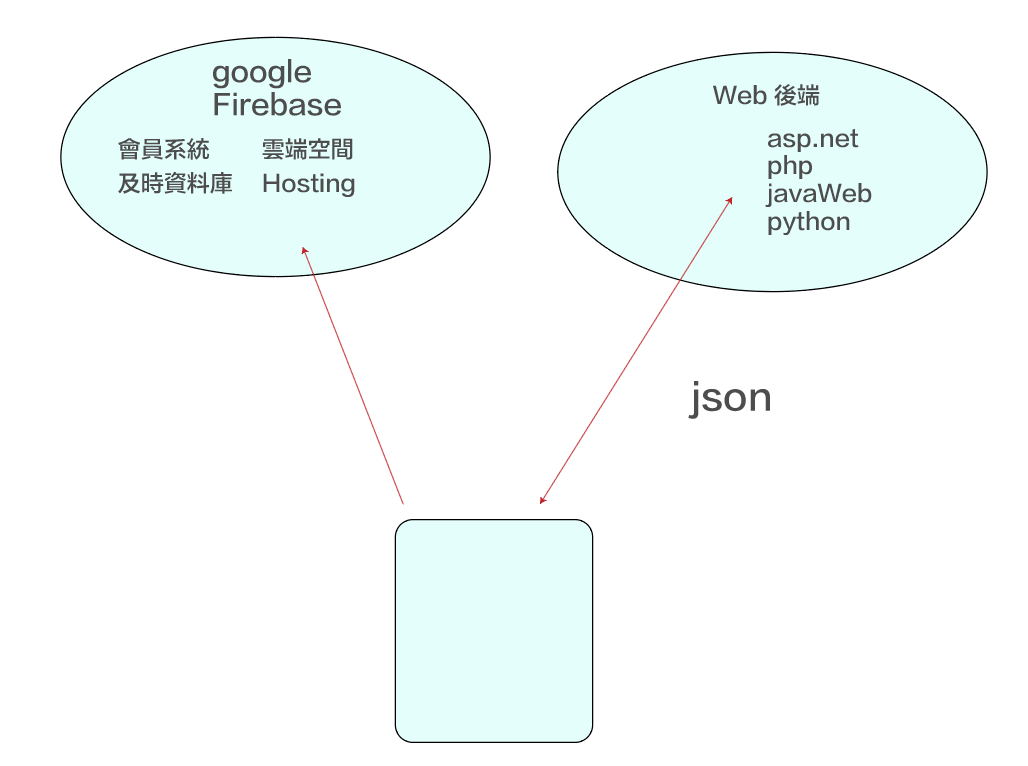 google
Firebase
會員系統
雲端空間
及時資料庫
Hosting
Web 後端
asp.net
php
javaWeb
python
json